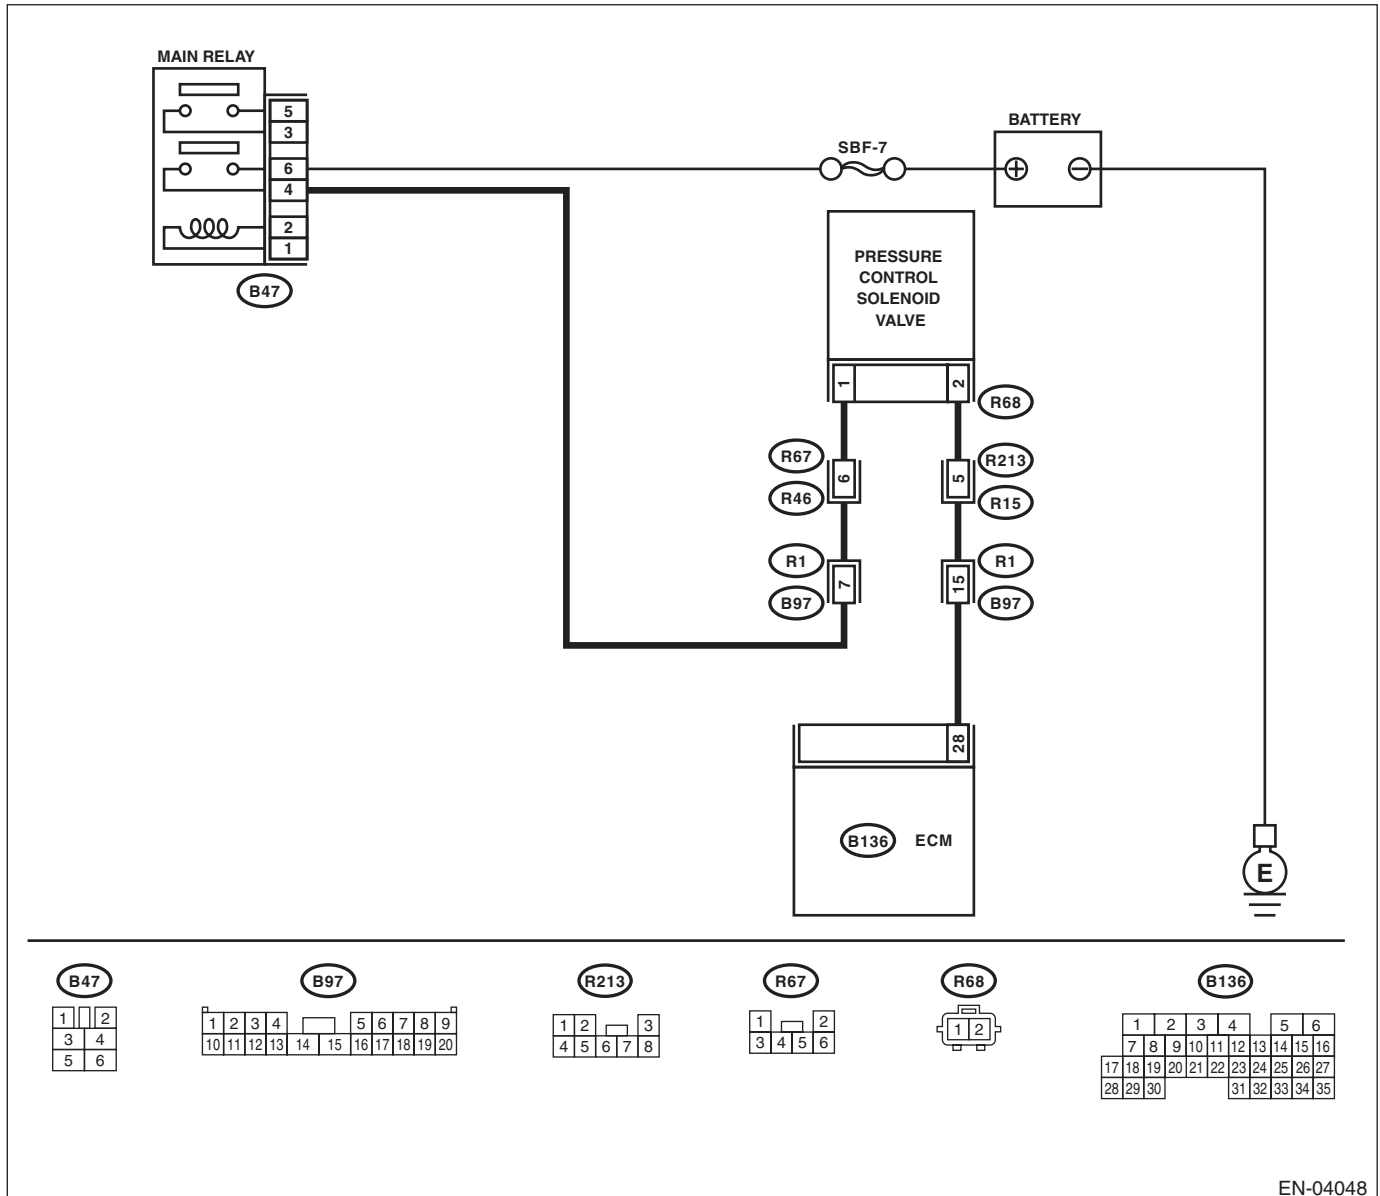 MAIN RELAY
5
3
6
4
2
1
B47
SBF-7
BATTERY
+ −
PRESSURE
CONTROL
SOLENOID
VALVE
1 2
R68
R67 6 R46
R213 5 R15
R1 7 B97
R1 15 B97
28
B136 ECM
E
B47
1 2
3 4
5 6
B97
1 2 3 4 5 6 7 8 9
10 11 12 13 14 15 16 17 18 19 20
R213
1 2 3
4 5 6 7 8
R67
1 2
3 4 5 6
R68
1 2
B136
1 2 3 4 5 6
7 8 9 10 11 12 13 14 15 16
17 18 19 20 21 22 23 24 25 26 27
28 29 30 31 32 33 34 35
EN-04048